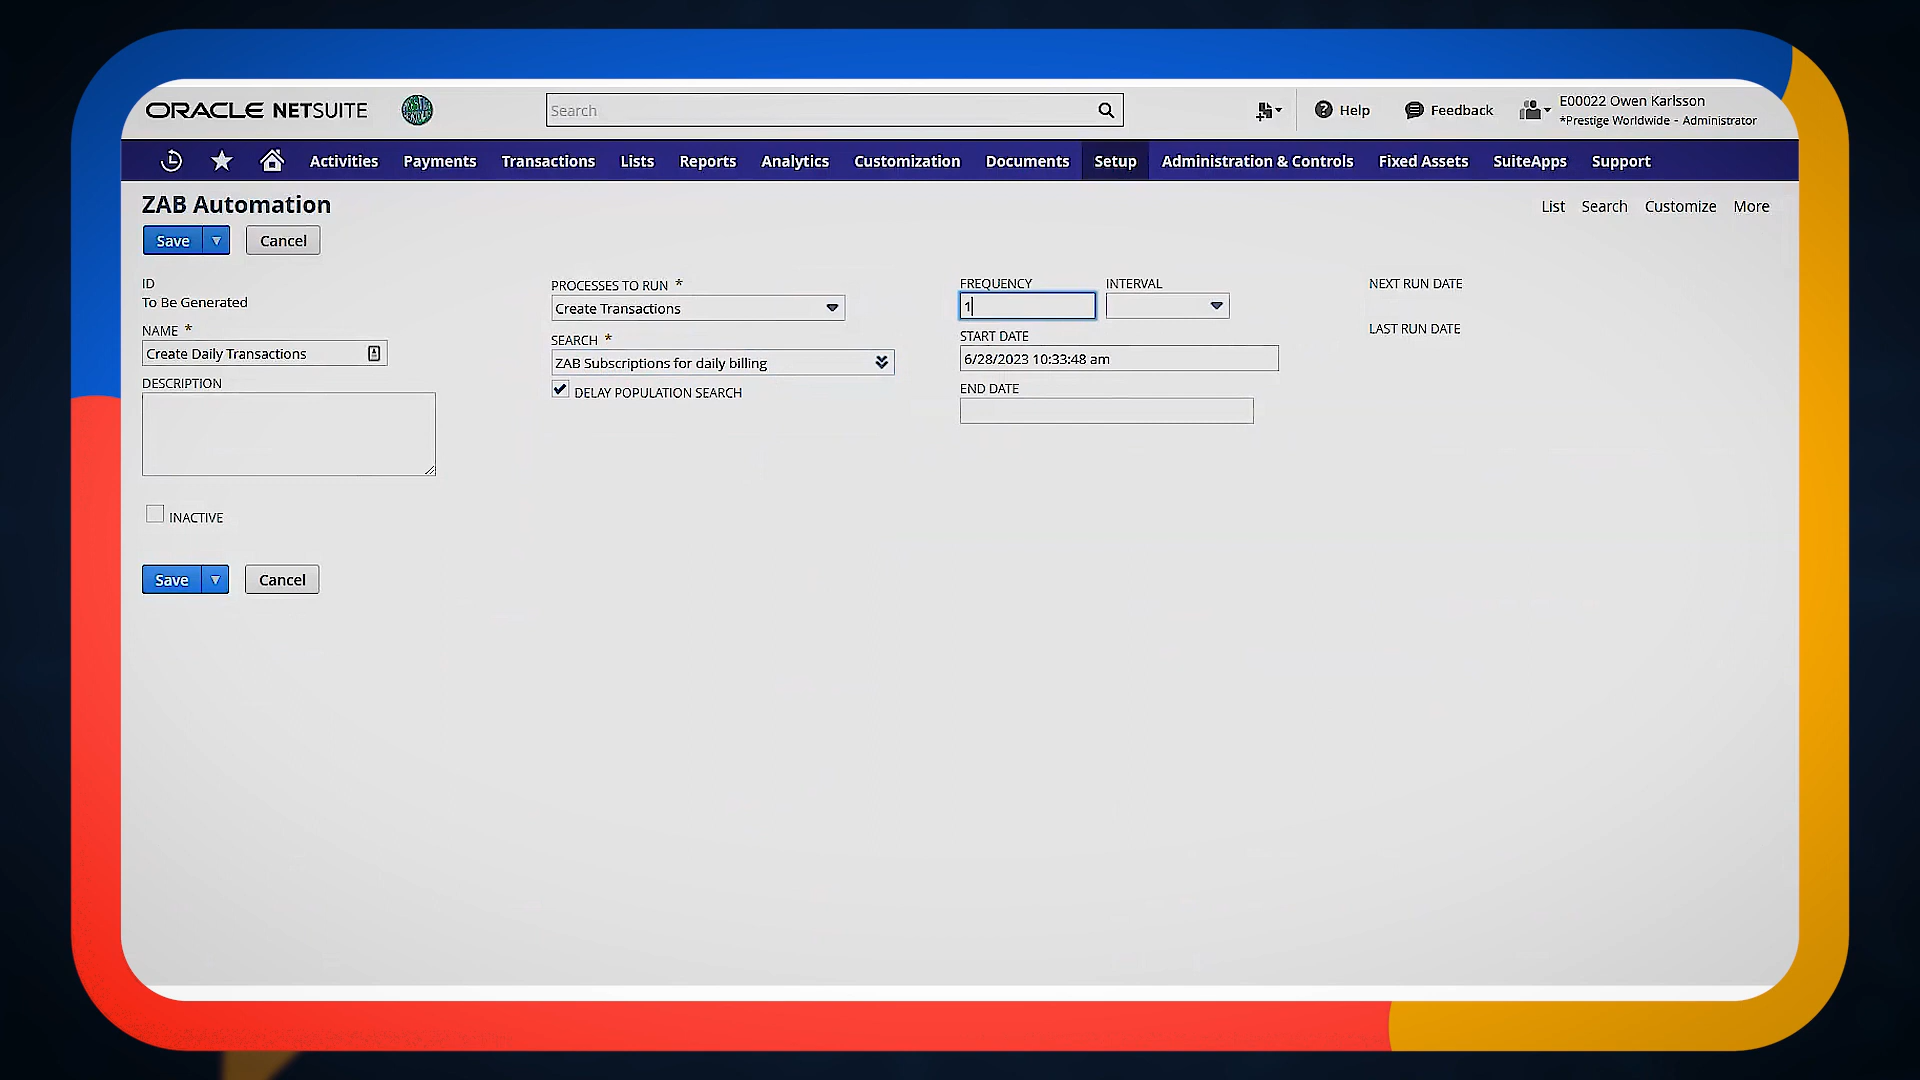 ORACLE NETSUITE
Search
Help
Feedback
E00022 Owen Karlsson
*Prestige Worldwide - Administrator
Activities
Payments
Transactions
Lists
Reports
Analytics
Customization
Documents
Setup
Administration & Controls
Fixed Assets
SuiteApps
Support
ZAB Automation
List
Search
Customize
More
Save
Cancel
ID
To Be Generated
NAME *
Create Daily Transactions
DESCRIPTION
INACTIVE
PROCESSES TO RUN *
Create Transactions
SEARCH *
ZAB Subscriptions for daily billing
DELAY POPULATION SEARCH
FREQUENCY
1
INTERVAL
START DATE
6/28/2023 10:33:48 am
END DATE
NEXT RUN DATE
LAST RUN DATE
Save
Cancel